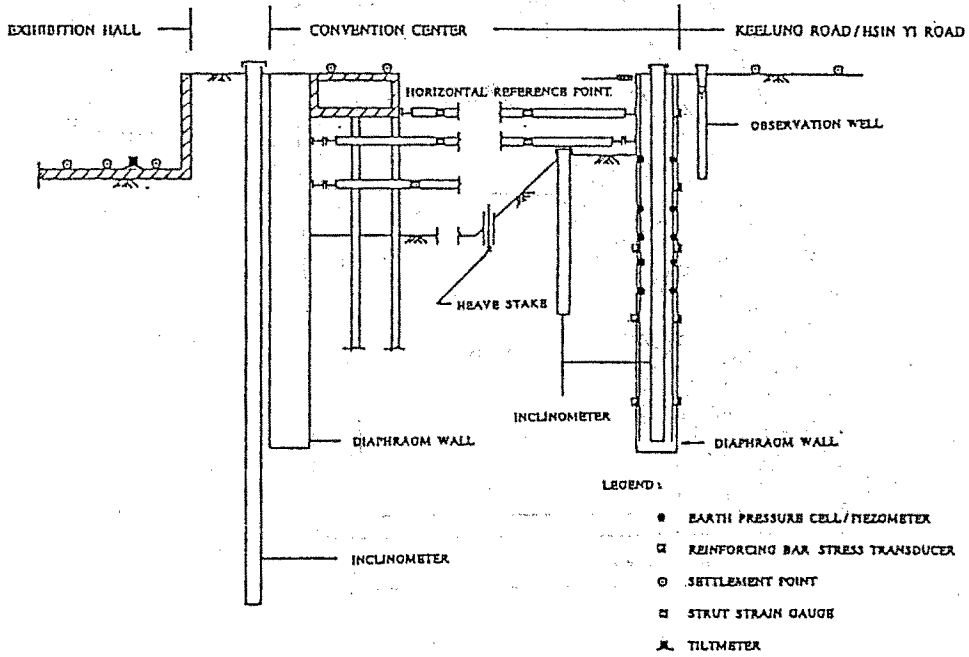 EXHIBITION HALL
CONVENTION CENTER
KEELUNG ROAD/HSIN YI ROAD
HORIZONTAL REFERENCE POINT
OBSERVATION WELL
HEAVE STAKE
INCLINOMETER
DIAPHRAGM WALL
DIAPHRAGM WALL
INCLINOMETER
LEGEND:
EARTH PRESSURE CELL/PIEZOMETER
REINFORCING BAR STRESS TRANSDUCER
SETTLEMENT POINT
STRUT STRAIN GAUGE
TILTMETER